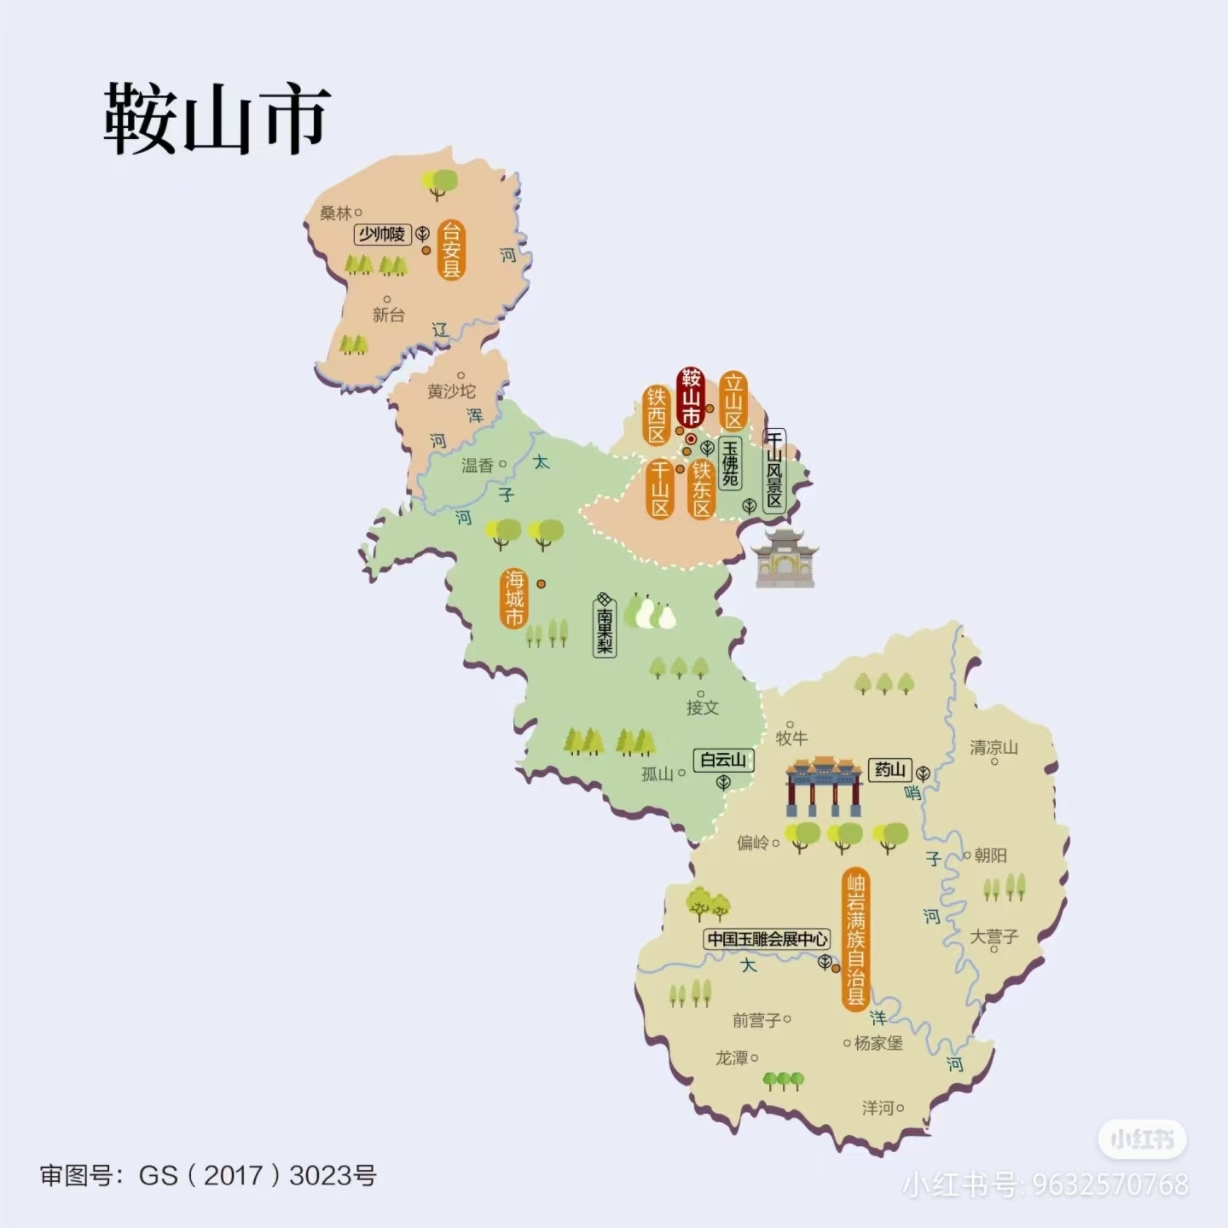 鞍山市
桑林
少帅陵
台安县
河
新台
辽
黄沙坨
浑
河
温香
太
子
河
铁西区
鞍山市
立山区
千山区
铁东区
玉佛苑
千山风景区
海城市
南果梨
接文
孤山
白云山
牧牛
药山
清凉山
哨
子
河
偏岭
朝阳
岫岩满族自治县
大营子
中国玉雕会展中心
大
洋
河
前营子
杨家堡
龙潭
洋河
审图号：GS（2017）3023号
小红书
小红书号: 9632570768